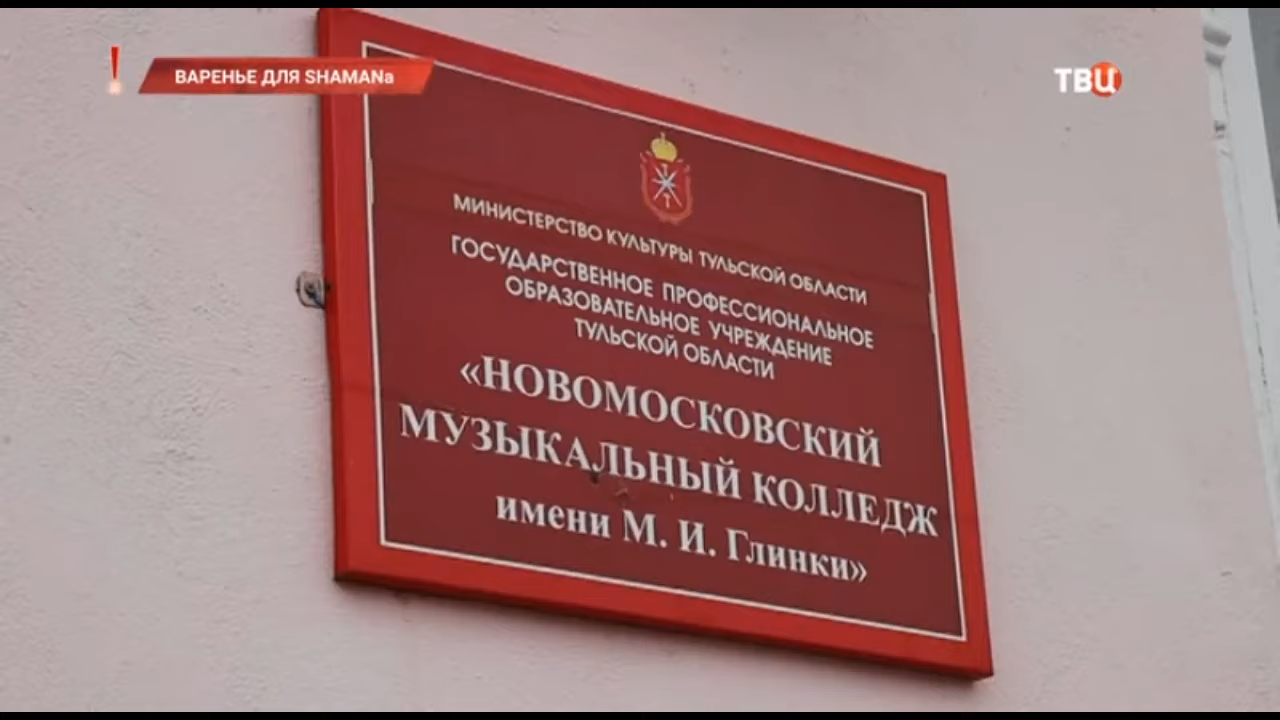 ВАРЕНЬЕ ДЛЯ SHAMANа
ТВЦ
МИНИСТЕРСТВО КУЛЬТУРЫ ТУЛЬСКОЙ ОБЛАСТИ
ГОСУДАРСТВЕННОЕ ПРОФЕССИОНАЛЬНОЕ
ОБРАЗОВАТЕЛЬНОЕ УЧРЕЖДЕНИЕ
ТУЛЬСКОЙ ОБЛАСТИ
«НОВОМОСКОВСКИЙ
МУЗЫКАЛЬНЫЙ КОЛЛЕДЖ
имени М. И. Глинки»